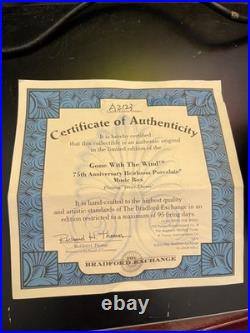 A2123
Certificate of Authenticity
It is hereby certified
that this collectible is an authentic original
in the limited edition of the
Gone With The Wind™
75th Anniversary Heirloom Porcelain®
Music Box
Playing "Tara's Theme"
It is hand-crafted to the highest quality
and artistic standards of The Bradford Exchange in an
edition restricted to a maximum of 95 firing days.
THE
BRADFORD EXCHANGE